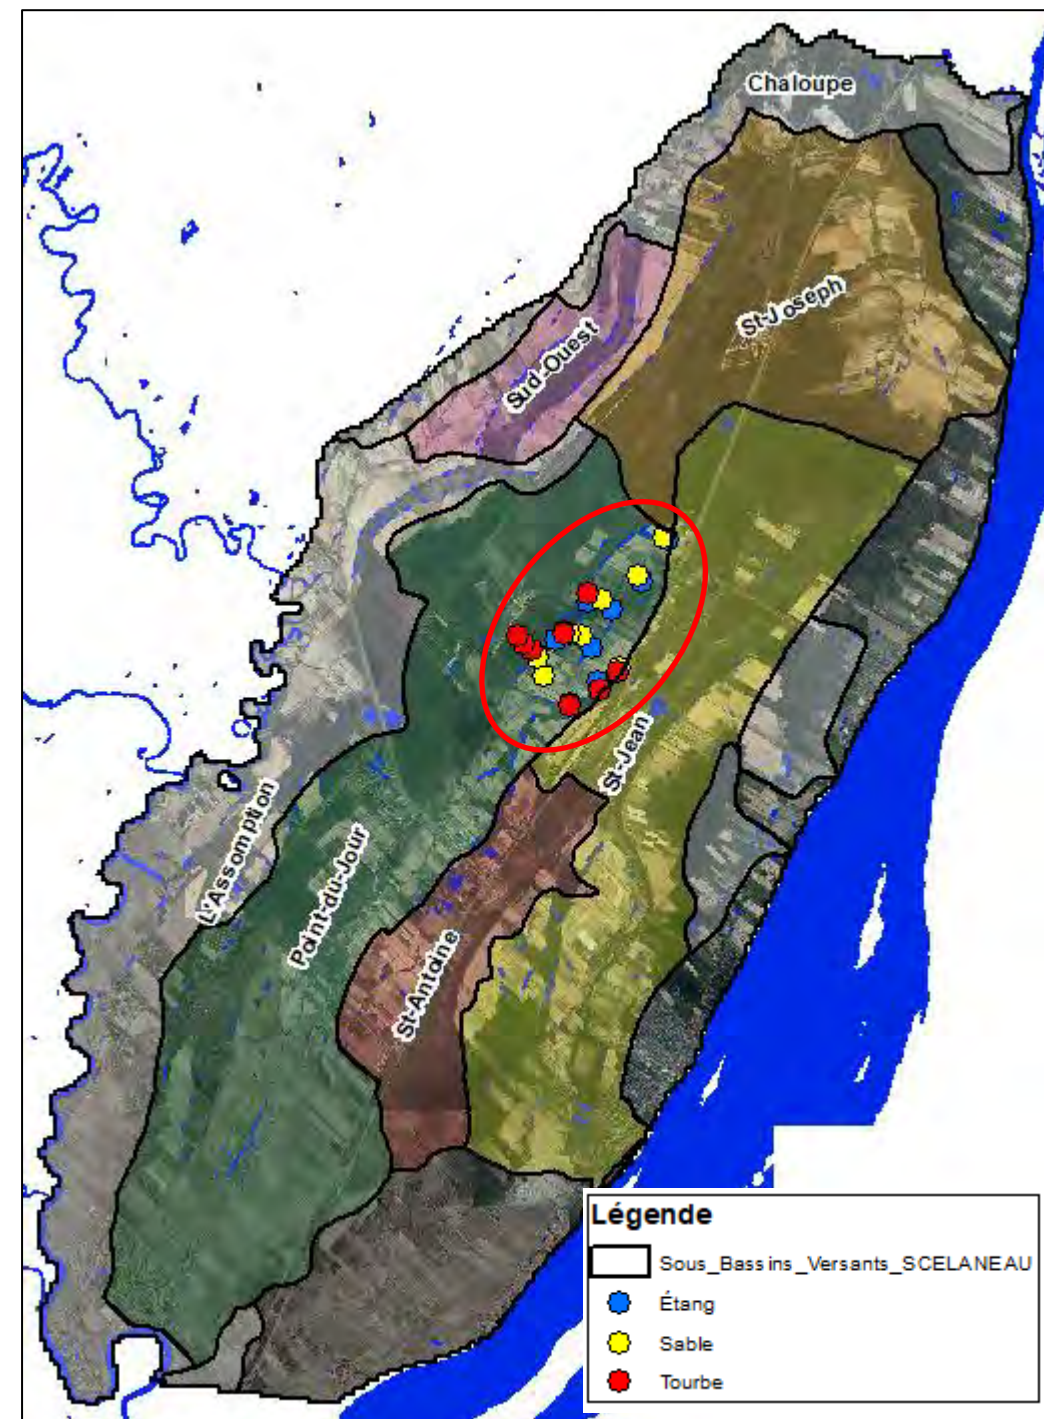 Chaloupe
St-Joseph
Sud-Ouest
St-Jean
L'Assomption
Point-du-Jour
St-Antoine
Légende
Sous_Bassins_Versants_SCELANEAU
Étang
Sable
Tourbe